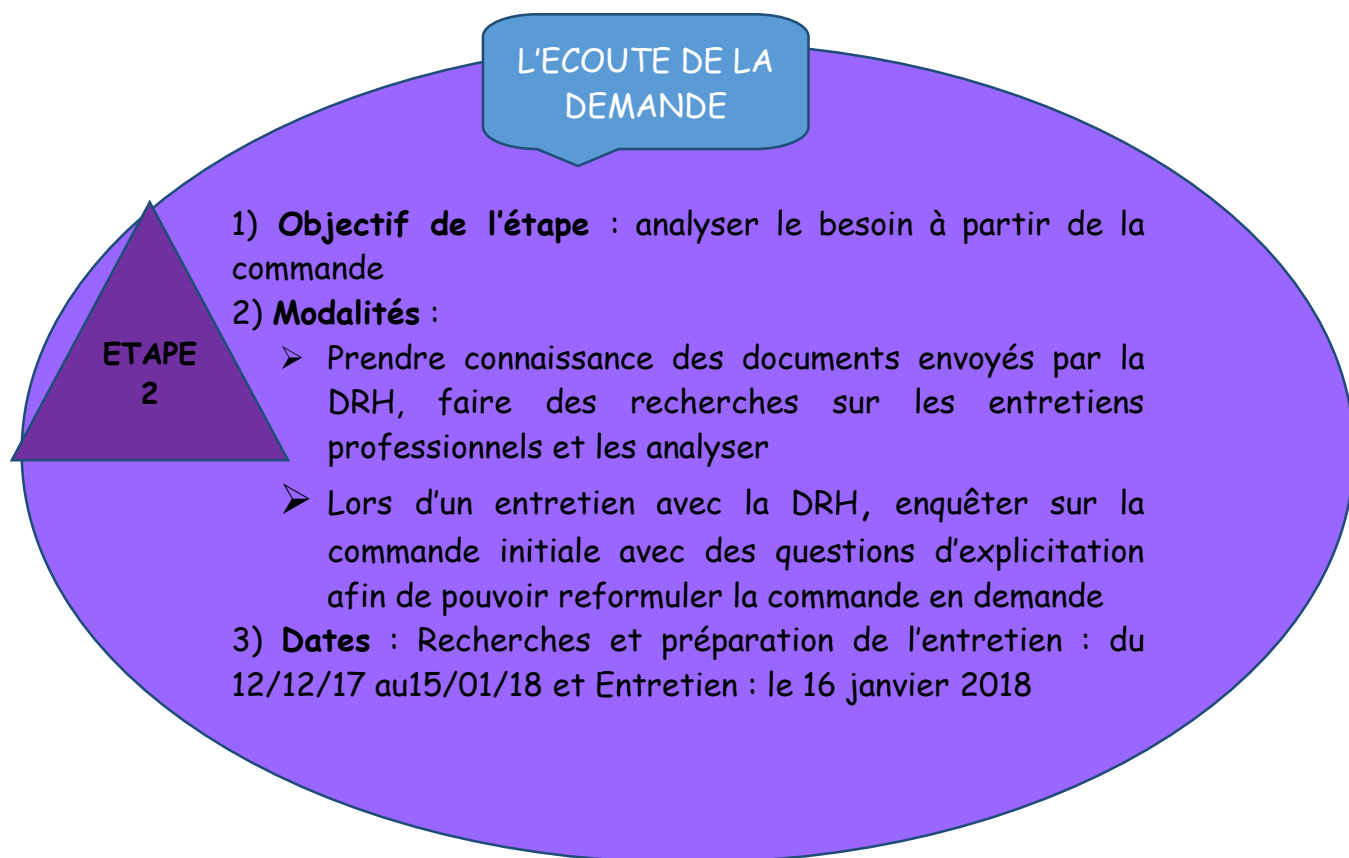 L'ECOUTE DE LA
DEMANDE
1) Objectif de l'étape : analyser le besoin à partir de la
commande
2) Modalités :
ETAPE
2
➢ Prendre connaissance des documents envoyés par la
DRH, faire des recherches sur les entretiens
professionnels et les analyser
➢ Lors d'un entretien avec la DRH, enquêter sur la
commande initiale avec des questions d'explicitation
afin de pouvoir reformuler la commande en demande
3) Dates : Recherches et préparation de l'entretien : du
12/12/17 au15/01/18 et Entretien : le 16 janvier 2018